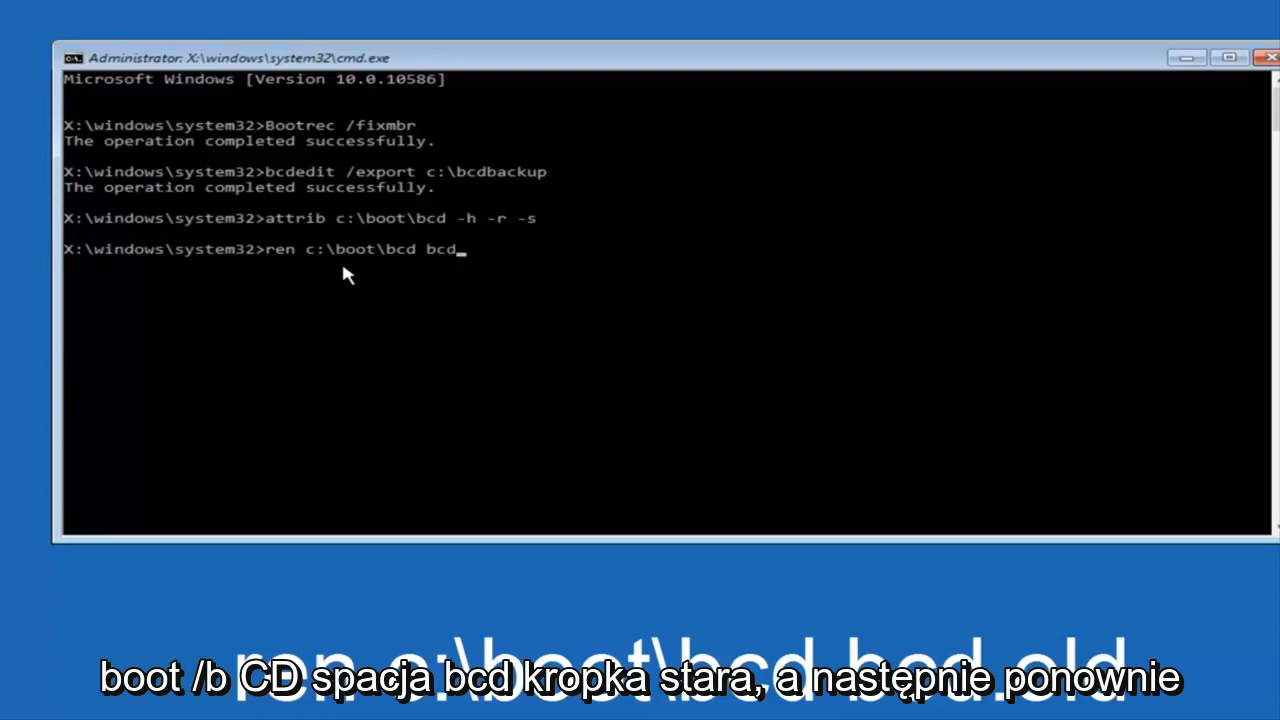 Administrator: X:\windows\system32\cmd.exe
Microsoft Windows [Version 10.0.10586]
X:\windows\system32>Bootrec /fixmbr
The operation completed successfully.
X:\windows\system32>bcdedit /export c:\bcdbackup
The operation completed successfully.
X:\windows\system32>attrib c:\boot\bcd -h -r -s
X:\windows\system32>ren c:\boot\bcd bcd
ren c:\boot\bcd bcd.old
boot /b CD spacja bcd kropka stara, a następnie ponownie